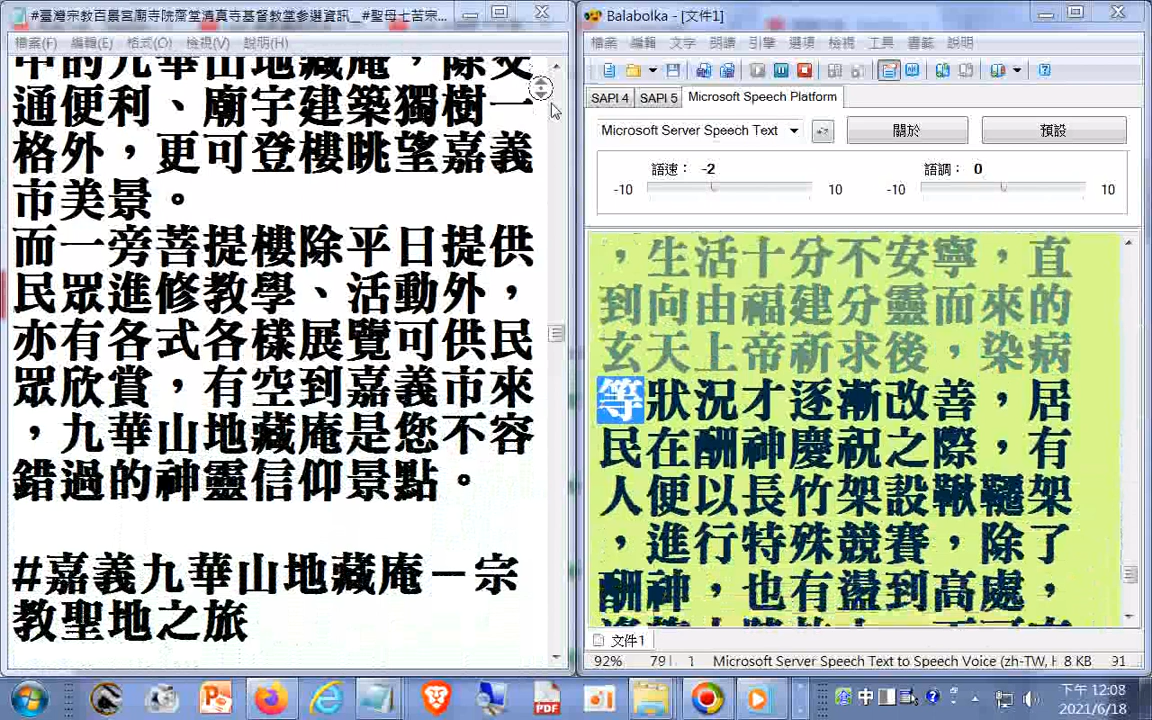 #臺灣宗教百景宮廟寺院齋堂清真寺基督教堂參選資訊__#聖母七苦宗...
檔案(F) 編輯(E) 格式(O) 檢視(V) 說明(H)
中的九華山地藏庵，除交
通便利、廟宇建築獨樹一
格外，更可登樓眺望嘉義
市美景。
而一旁菩提樓除平日提供
民眾進修教學、活動外，
亦有各式各樣展覽可供民
眾欣賞，有空到嘉義市來
，九華山地藏庵是您不容
錯過的神靈信仰景點。
#嘉義九華山地藏庵－宗
教聖地之旅
Balabolka - [文件1]
檔案 編輯 文字 朗讀 引擎 選項 檢視 工具 書籤 說明
SAPI 4 SAPI 5 Microsoft Speech Platform
Microsoft Server Speech Text 關於 預設
語速： -2 語調： 0
-10 10 -10 10
，生活十分不安寧，直
到向由福建分靈而來的
玄天上帝祈求後，染病
等狀況才逐漸改善，居
民在酬神慶祝之際，有
人便以長竹架設鞦韆架
，進行特殊競賽，除了
酬神，也有盪到高處，
文件1
92% 79 1 Microsoft Server Speech Text to Speech Voice (zh-TW, H 8 KB 91
PDF
中
下午 12:08
2021/6/18